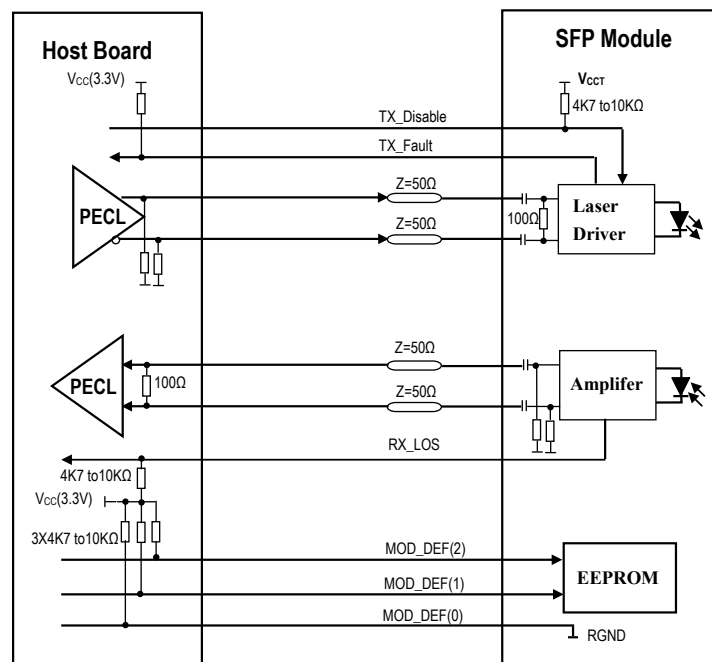 Host Board
SFP Module
VCC(3.3V)
VCCT
4K7 to10KΩ
TX_Disable
TX_Fault
PECL
Z=50Ω
Z=50Ω
100Ω
Laser
Driver
PECL
100Ω
Z=50Ω
Z=50Ω
Amplifer
RX_LOS
4K7 to10KΩ
VCC(3.3V)
3X4K7 to10KΩ
MOD_DEF(2)
MOD_DEF(1)
MOD_DEF(0)
EEPROM
RGND